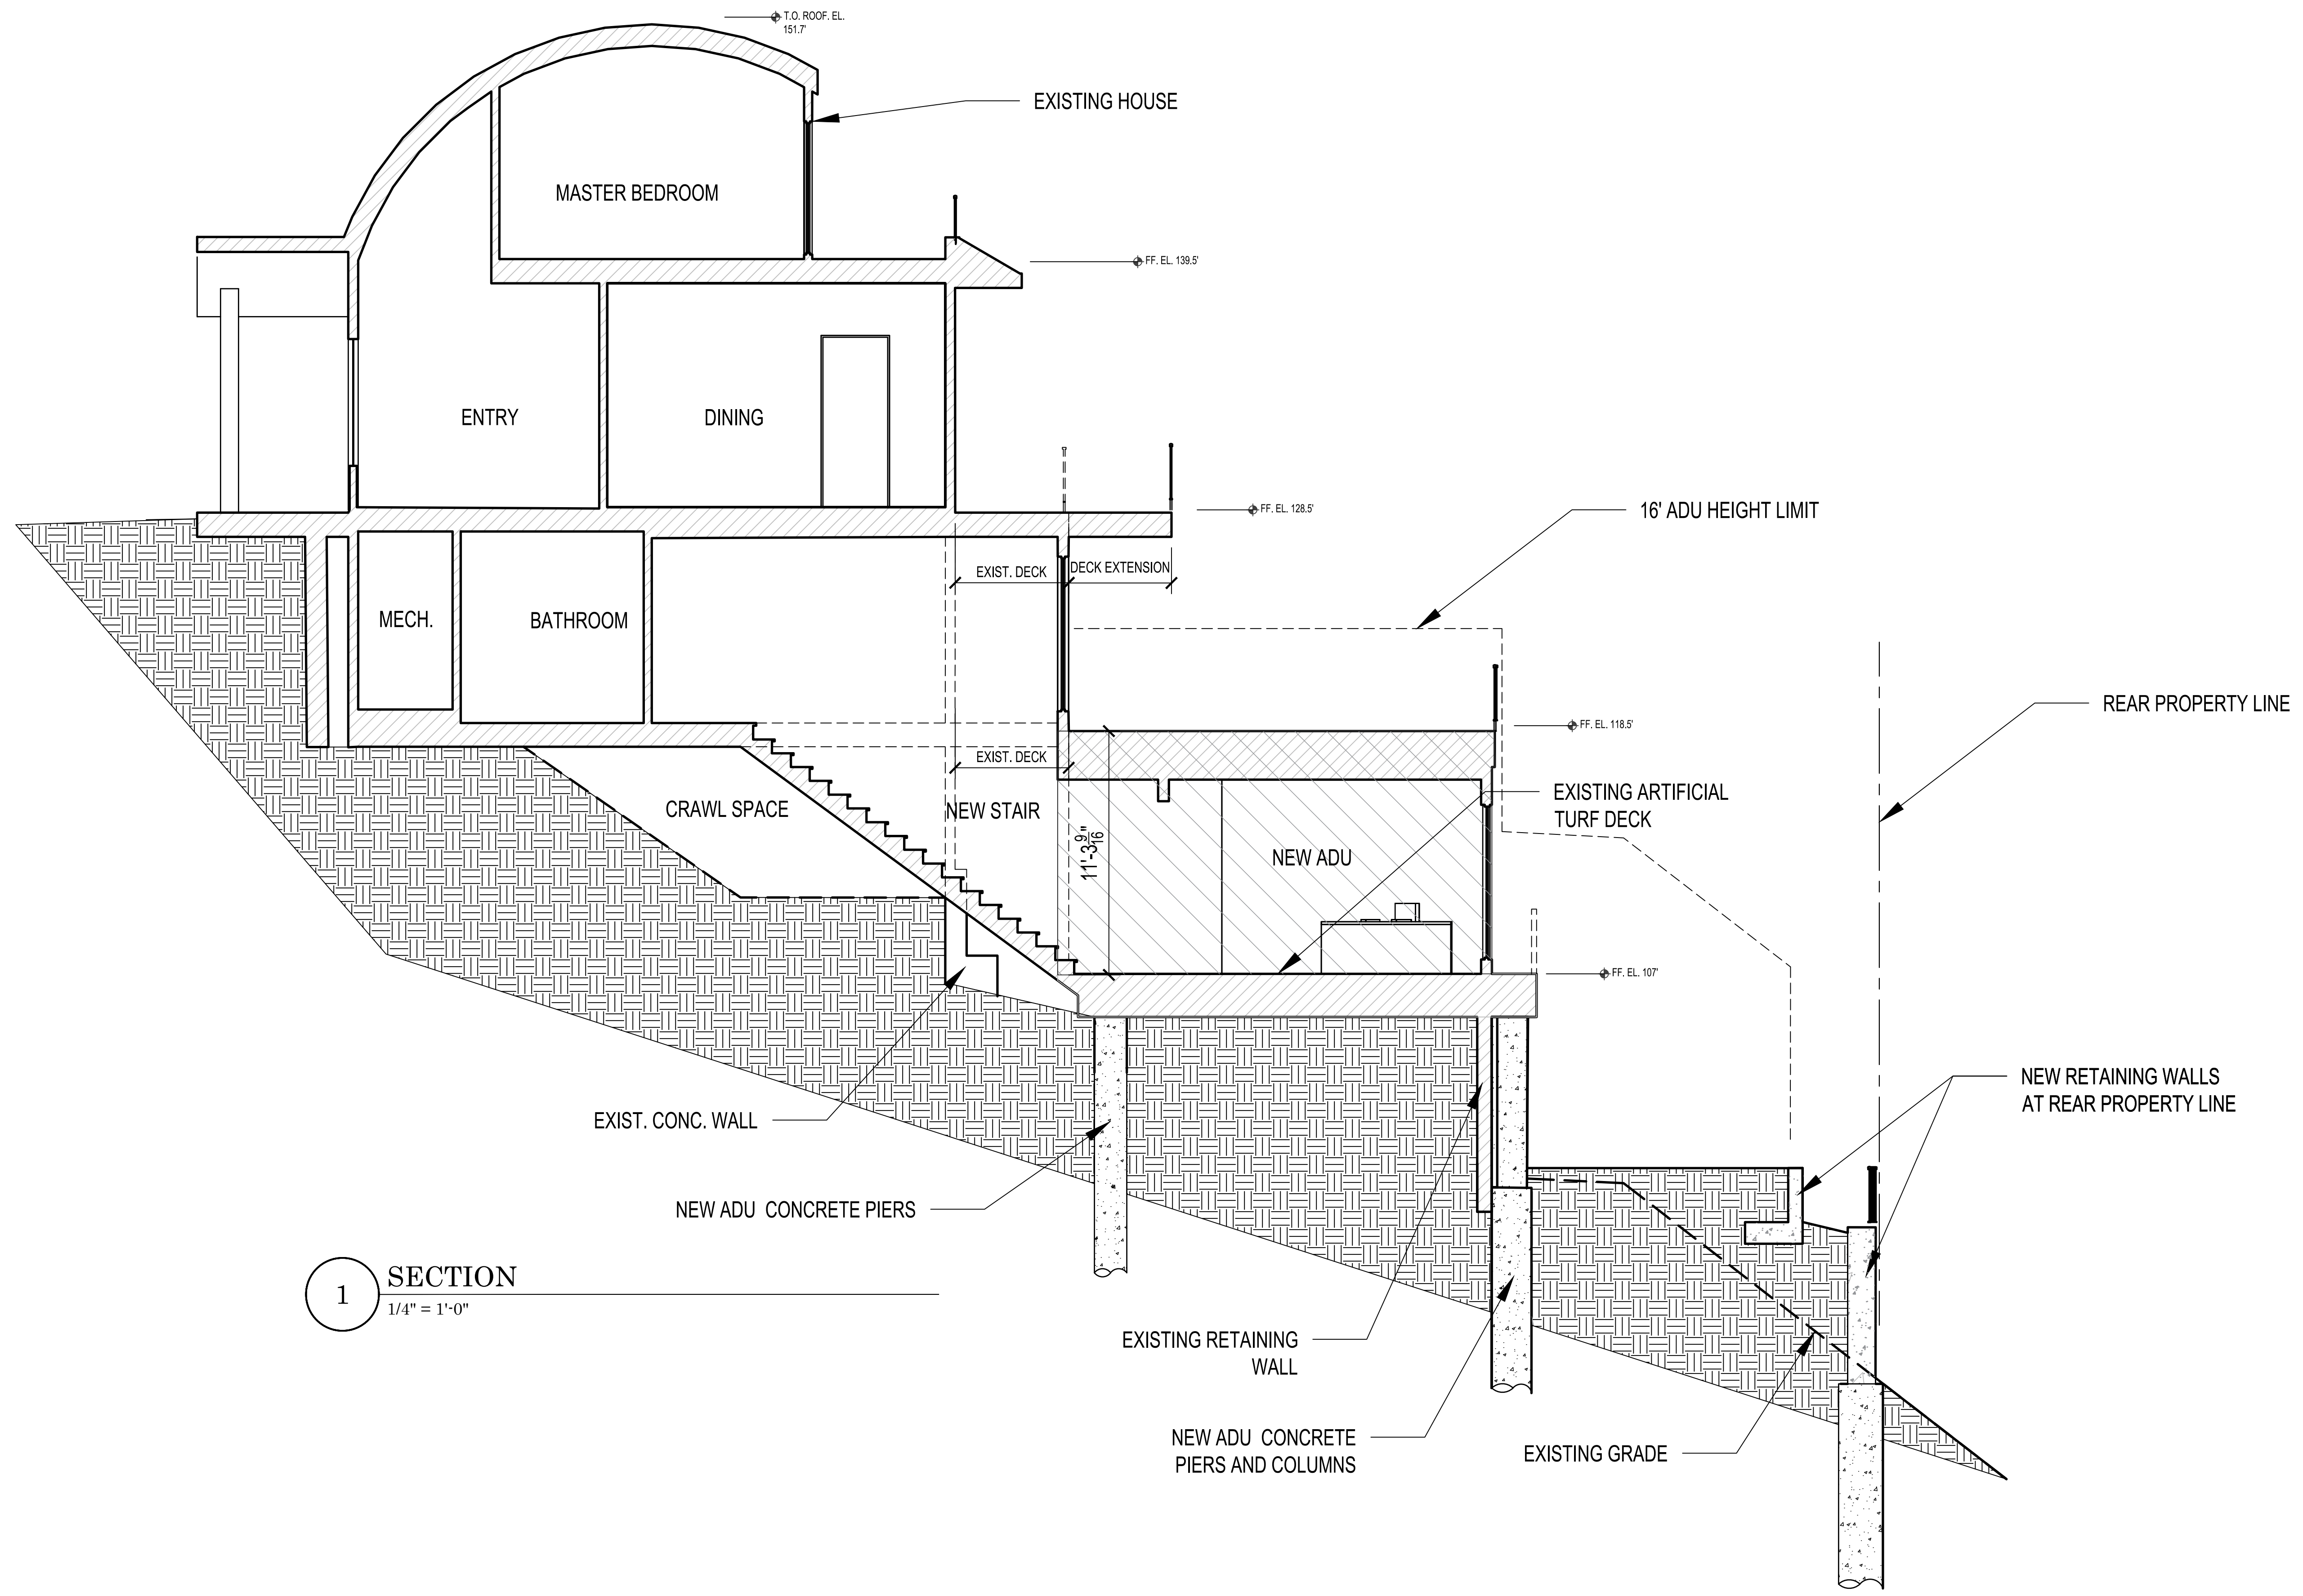 T.O. ROOF. EL.
151.7'
EXISTING HOUSE
MASTER BEDROOM
FF. EL. 139.5'
ENTRY
DINING
FF. EL. 128.5'
16' ADU HEIGHT LIMIT
EXIST. DECK
DECK EXTENSION
MECH.
BATHROOM
REAR PROPERTY LINE
FF. EL. 118.5'
EXIST. DECK
CRAWL SPACE
NEW STAIR
11'-3 9/16"
EXISTING ARTIFICIAL
TURF DECK
NEW ADU
FF. EL. 107'
NEW RETAINING WALLS
AT REAR PROPERTY LINE
EXIST. CONC. WALL
NEW ADU CONCRETE PIERS
1
SECTION
1/4" = 1'-0"
EXISTING RETAINING
WALL
NEW ADU CONCRETE
PIERS AND COLUMNS
EXISTING GRADE